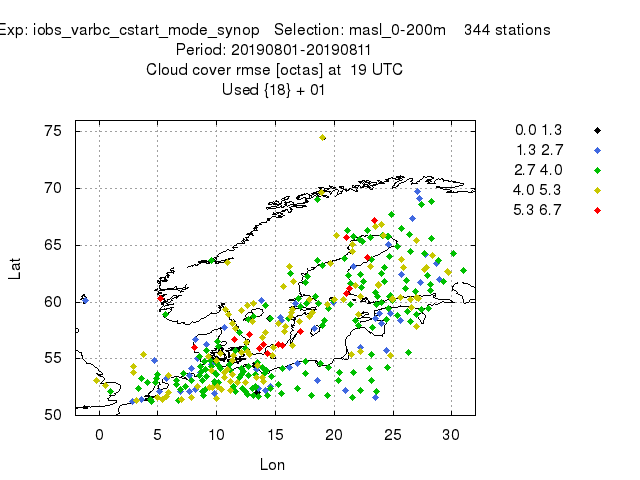 Exp: iobs_varbc_cstart_mode_synop Selection: masl_0-200m 344 stations
Period: 20190801-20190811
Cloud cover rmse [octas] at 19 UTC
Used {18} + 01
0.0 1.3
1.3 2.7
2.7 4.0
4.0 5.3
5.3 6.7
75
70
65
60
55
50
Lat
0 5 10 15 20 25 30
Lon